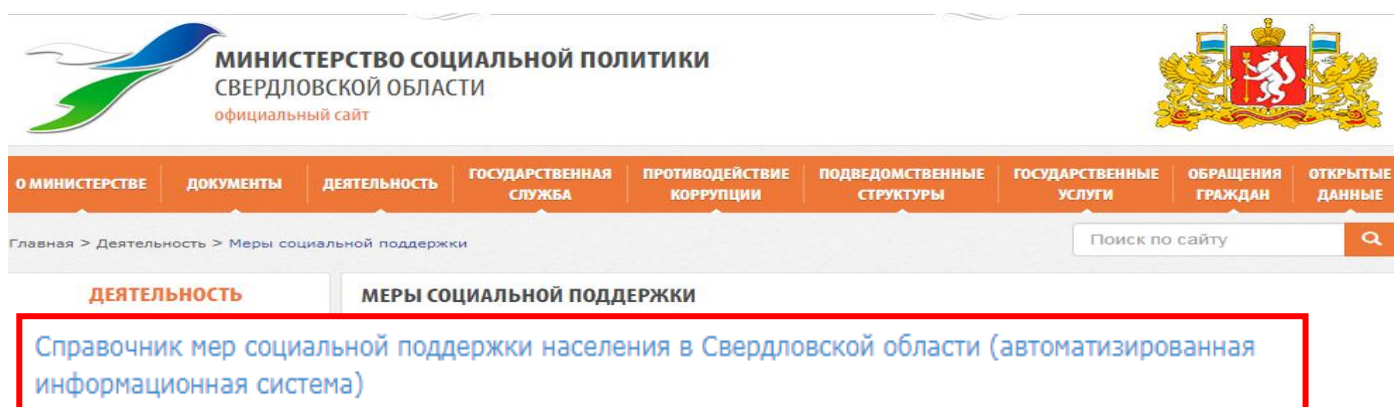 МИНИСТЕРСТВО СОЦИАЛЬНОЙ ПОЛИТИКИ
СВЕРДЛОВСКОЙ ОБЛАСТИ
официальный сайт
О МИНИСТЕРСТВЕ
ДОКУМЕНТЫ
ДЕЯТЕЛЬНОСТЬ
ГОСУДАРСТВЕННАЯ
СЛУЖБА
ПРОТИВОДЕЙСТВИЕ
КОРРУПЦИИ
ПОДВЕДОМСТВЕННЫЕ
СТРУКТУРЫ
ГОСУДАРСТВЕННЫЕ
УСЛУГИ
ОБРАЩЕНИЯ
ГРАЖДАН
ОТКРЫТЫЕ
ДАННЫЕ
Главная > Деятельность > Меры социальной поддержки
Поиск по сайту
ДЕЯТЕЛЬНОСТЬ
МЕРЫ СОЦИАЛЬНОЙ ПОДДЕРЖКИ
Справочник мер социальной поддержки населения в Свердловской области (автоматизированная
информационная система)